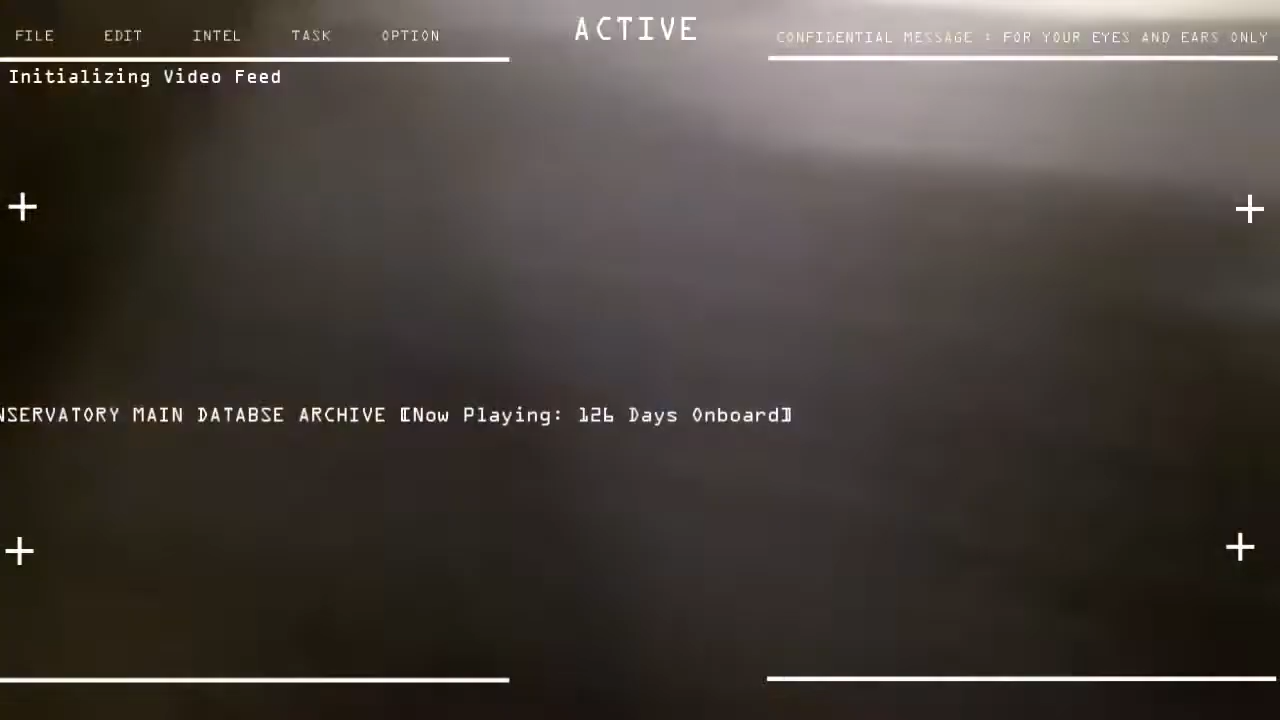 FILE EDIT INTEL TASK OPTION
ACTIVE
CONFIDENTIAL MESSAGE : FOR YOUR EYES AND EARS ONLY
Initializing Video Feed
NSERVATORY MAIN DATABSE ARCHIVE [Now Playing: 126 Days Onboard]